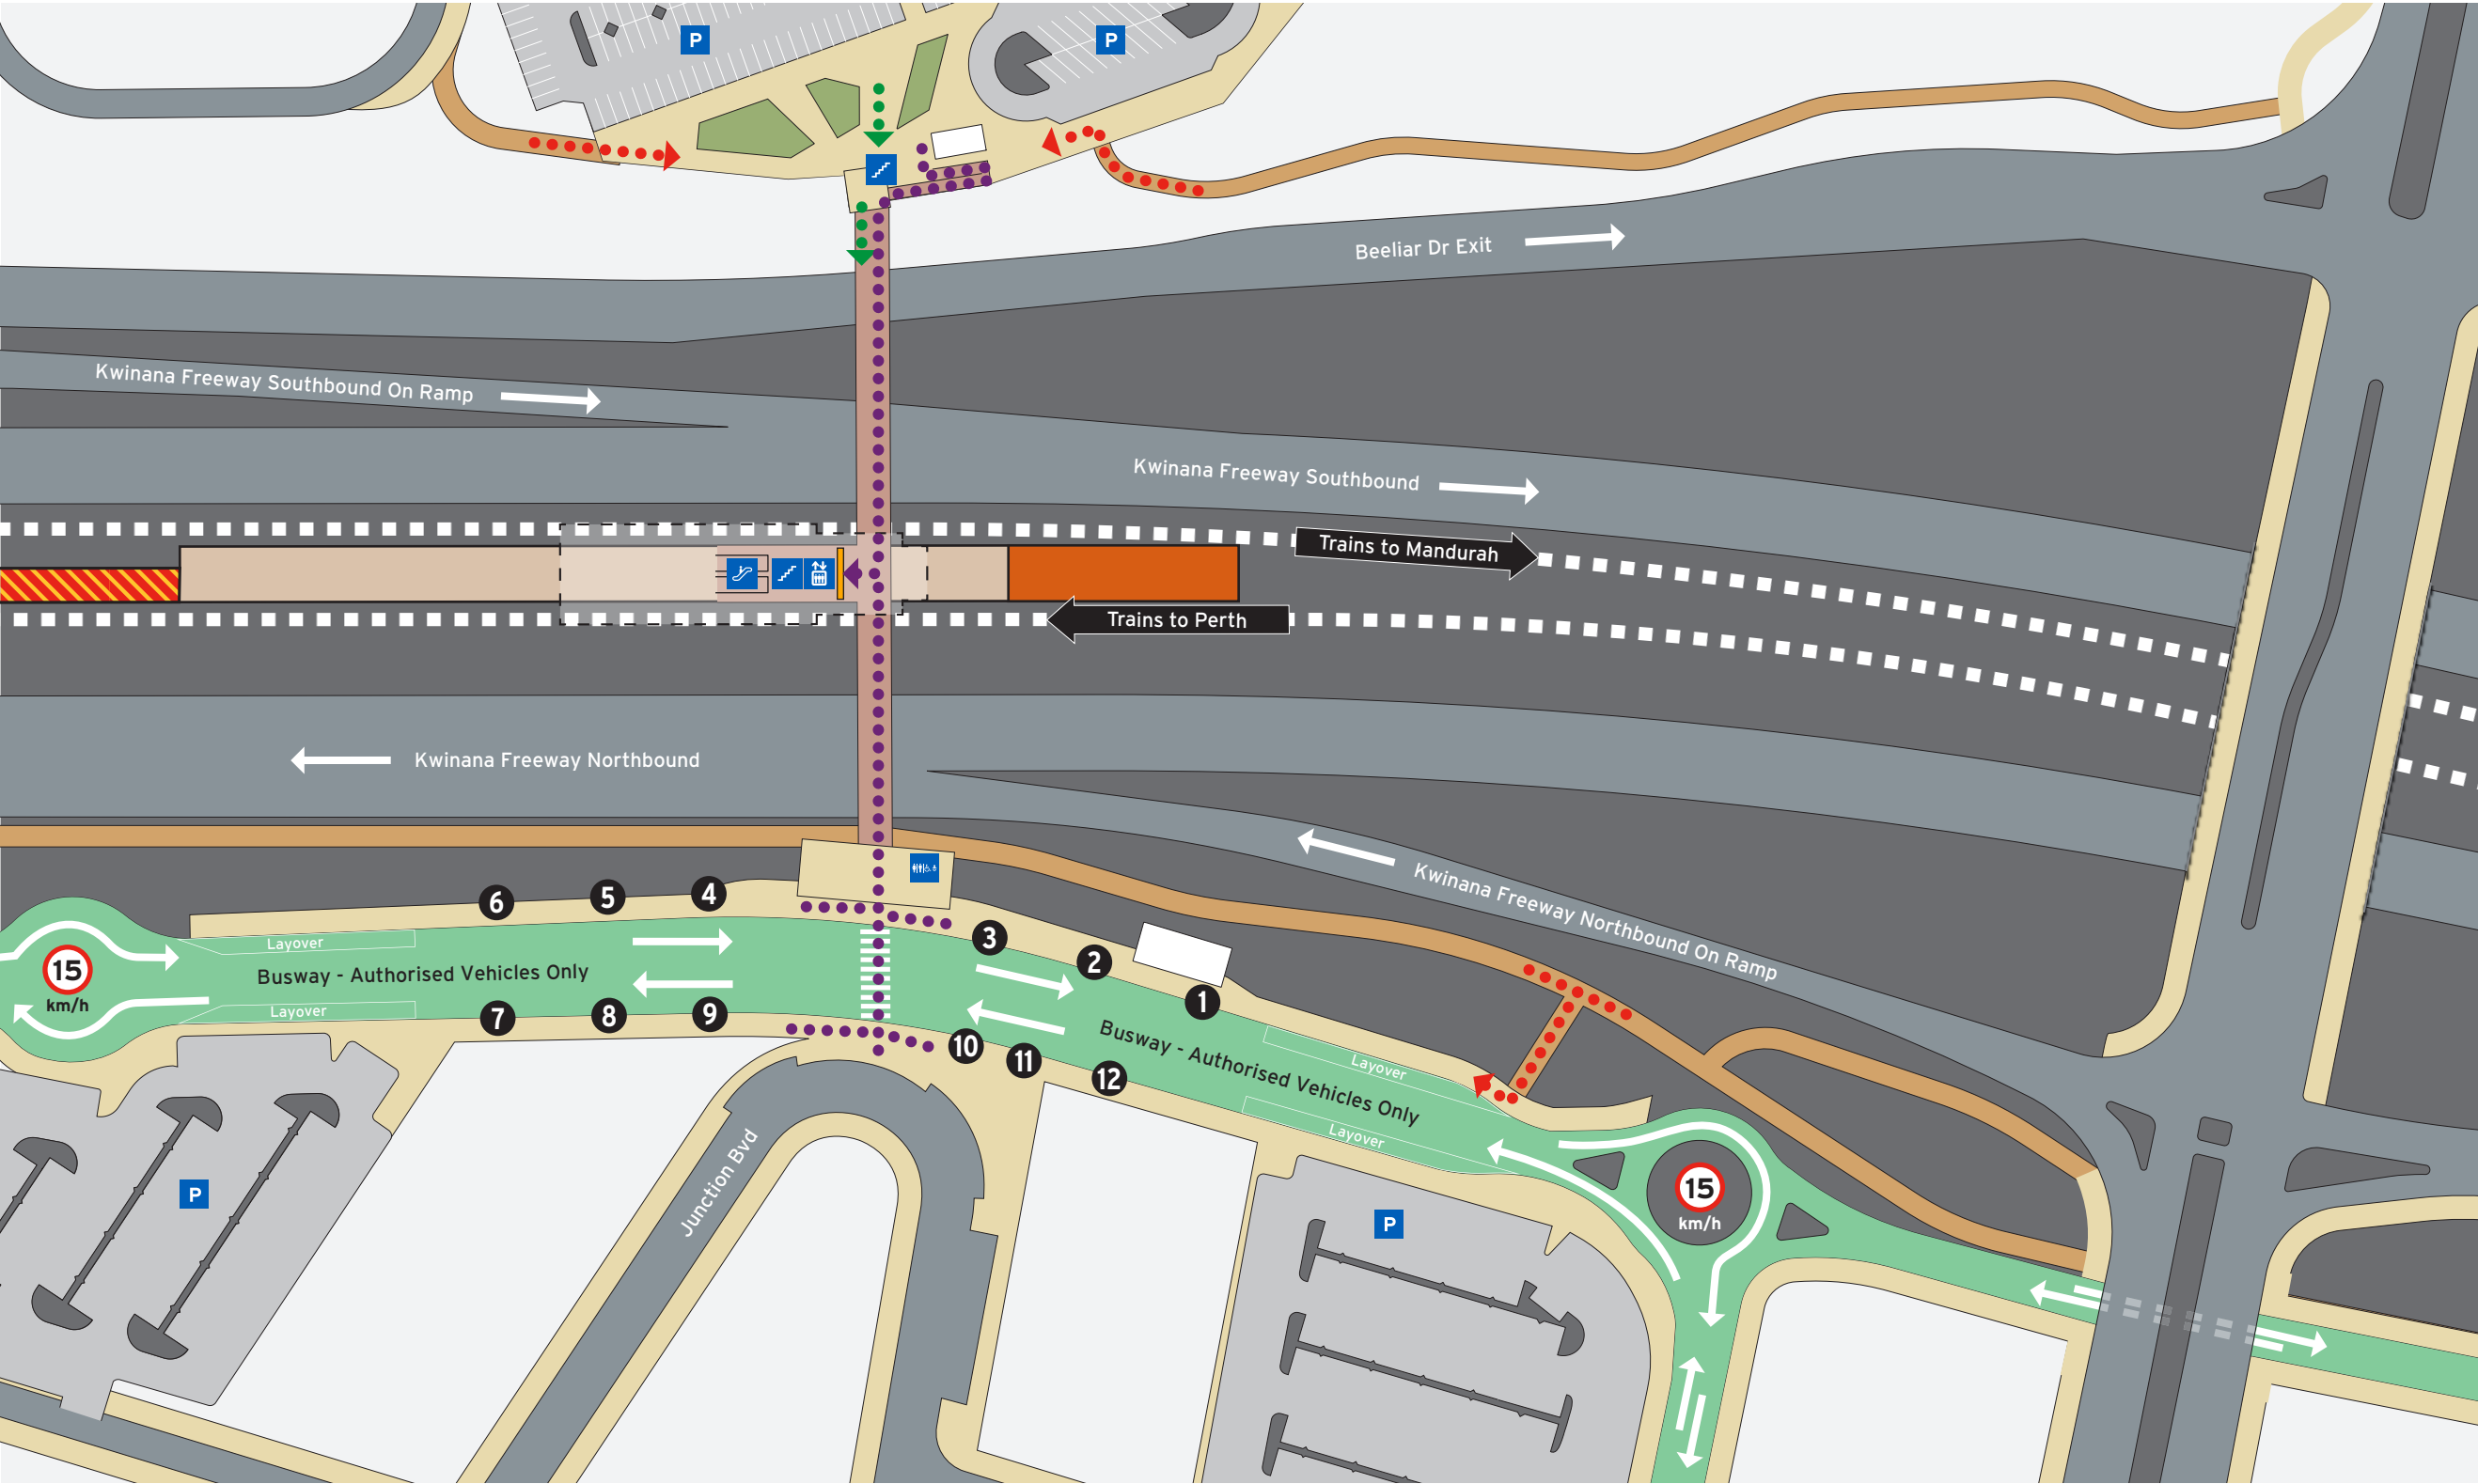 P
P
Beeliar Dr Exit
Kwinana Freeway Southbound On Ramp
Kwinana Freeway Southbound
Trains to Mandurah
Trains to Perth
Kwinana Freeway Northbound
Kwinana Freeway Northbound On Ramp
6
5
4
3
2
1
Layover
Busway - Authorised Vehicles Only
Layover
15
km/h
7
8
9
10
11
12
Busway - Authorised Vehicles Only
Layover
Layover
15
km/h
Junction Bvd
P
P